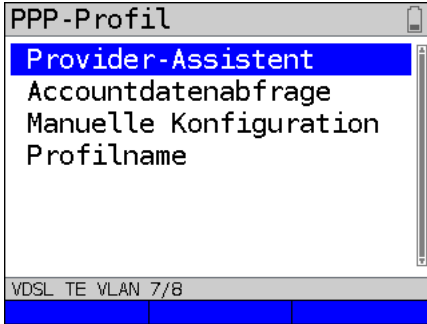 PPP-Profil
Provider-Assistent
Accountdatenabfrage
Manuelle Konfiguration
Profilname
VDSL TE VLAN 7/8